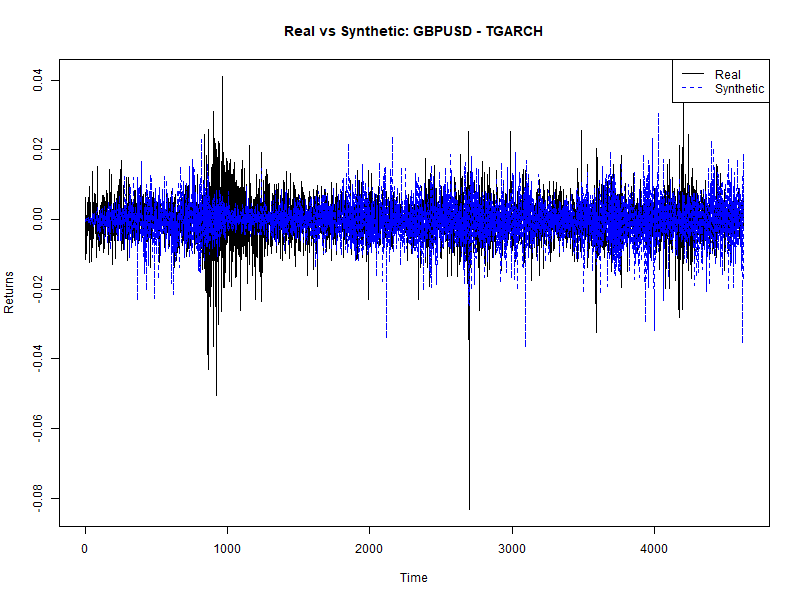 Real vs Synthetic: GBPUSD - TGARCH
Real
Synthetic
0.04
0.02
0.00
-0.02
-0.04
-0.06
-0.08
Returns
0
1000
2000
3000
4000
Time